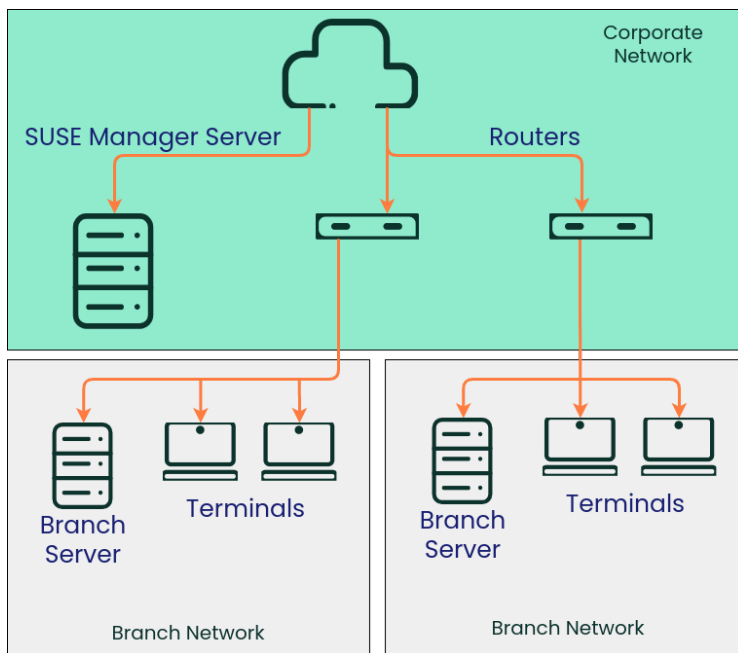 Corporate
Network
SUSE Manager Server
Routers
Branch
Server
Terminals
Branch Network
Branch
Server
Terminals
Branch Network